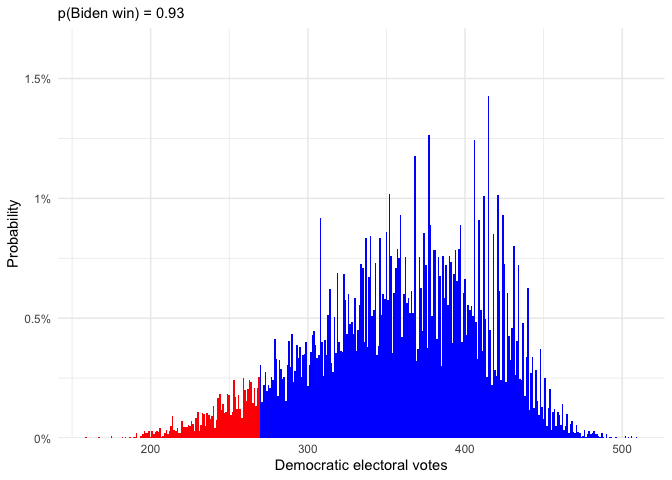 p(Biden win) = 0.93
1.5%
1%
0.5%
0%
Probability
200
300
400
500
Democratic electoral votes